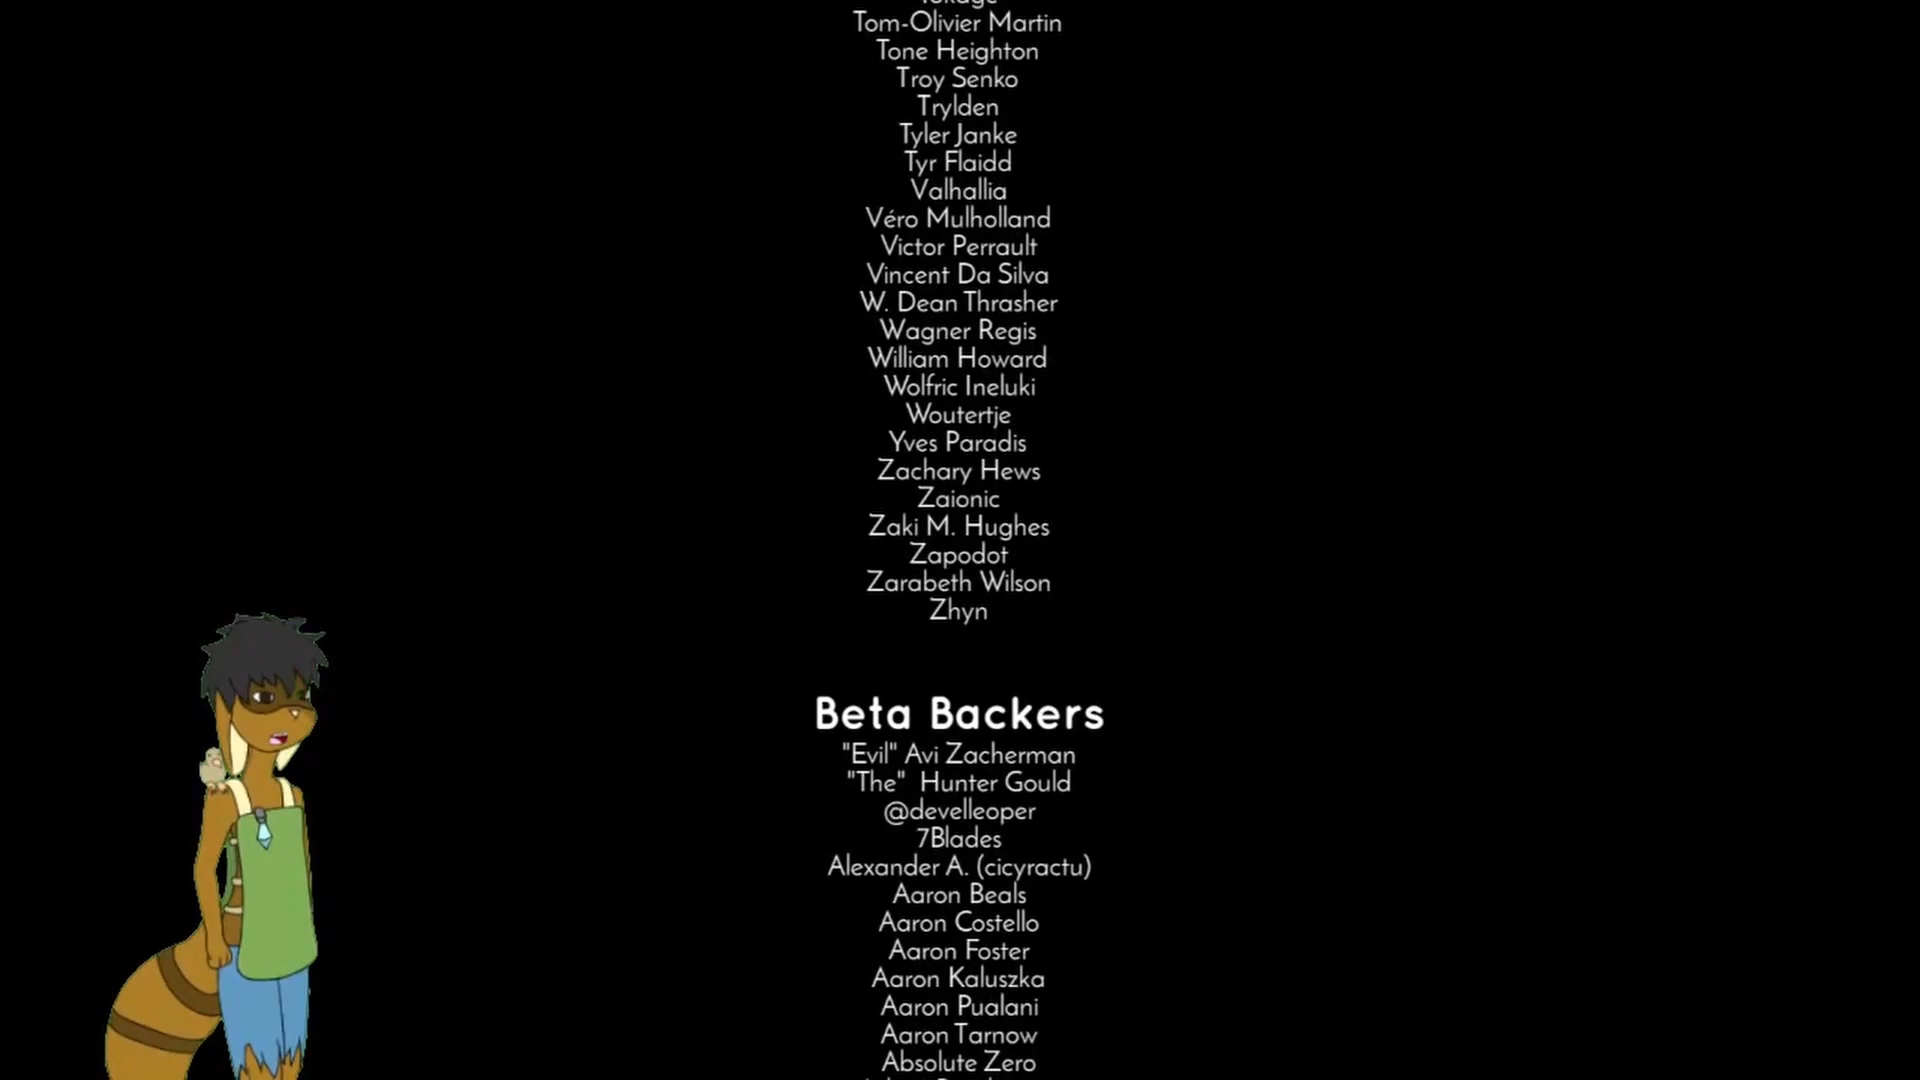 Tom-Olivier Martin
Tone Heighton
Troy Senko
Trylden
Tyler Janke
Tyr Flaidd
Valhallia
Véro Mulholland
Victor Perrault
Vincent Da Silva
W. Dean Thrasher
Wagner Regis
William Howard
Wolfric Ineluki
Woutertje
Yves Paradis
Zachary Hews
Zaionic
Zaki M. Hughes
Zapodot
Zarabeth Wilson
Zhyn
Beta Backers
"Evil" Avi Zacherman
"The"  Hunter Gould
@develleoper
7Blades
Alexander A. (cicyractu)
Aaron Beals
Aaron Costello
Aaron Foster
Aaron Kaluszka
Aaron Pualani
Aaron Tarnow
Absolute Zero